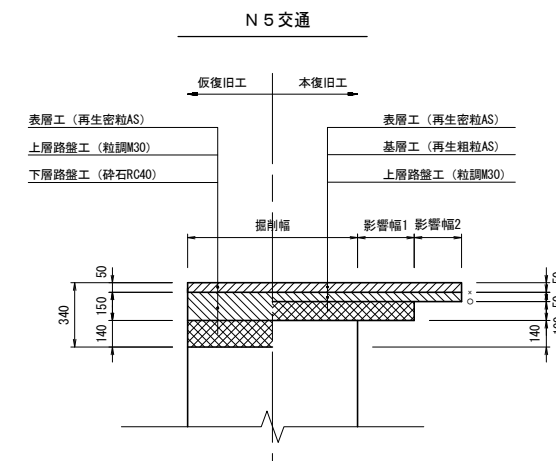 Ｎ５交通
仮復旧工
本復旧工
表層工（再生密粒AS）
上層路盤工（粒調M30）
下層路盤工（砕石RC40）
表層工（再生密粒AS）
基層工（再生粗粒AS）
上層路盤工（粒調M30）
掘削幅
影響幅1
影響幅2
50
150
140
340
50
50
100
140